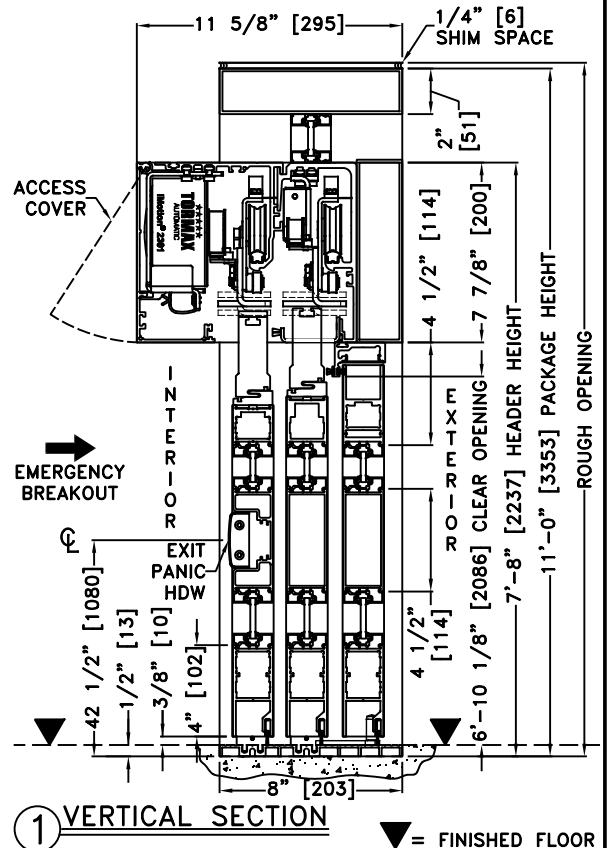 11 5/8" [295]
1/4" [6]
SHIM SPACE
2"
[51]
ACCESS
COVER
★★★★★
TORMAX
AUTOMATIC
iMotion® 2301
4 1/2" [114]
7 7/8" [200]
INTERIOR
EXTERIOR
EMERGENCY
BREAKOUT
℄
EXIT
PANIC
HDW
42 1/2" [1080]
1/2" [13]
3/8" [10]
4" [102]
4 1/2"
[114]
6'-10 1/8" [2086] CLEAR OPENING
7'-8" [2237] HEADER HEIGHT
11'-0" [3353] PACKAGE HEIGHT
ROUGH OPENING
8" [203]
1 VERTICAL SECTION
▼= FINISHED FLOOR